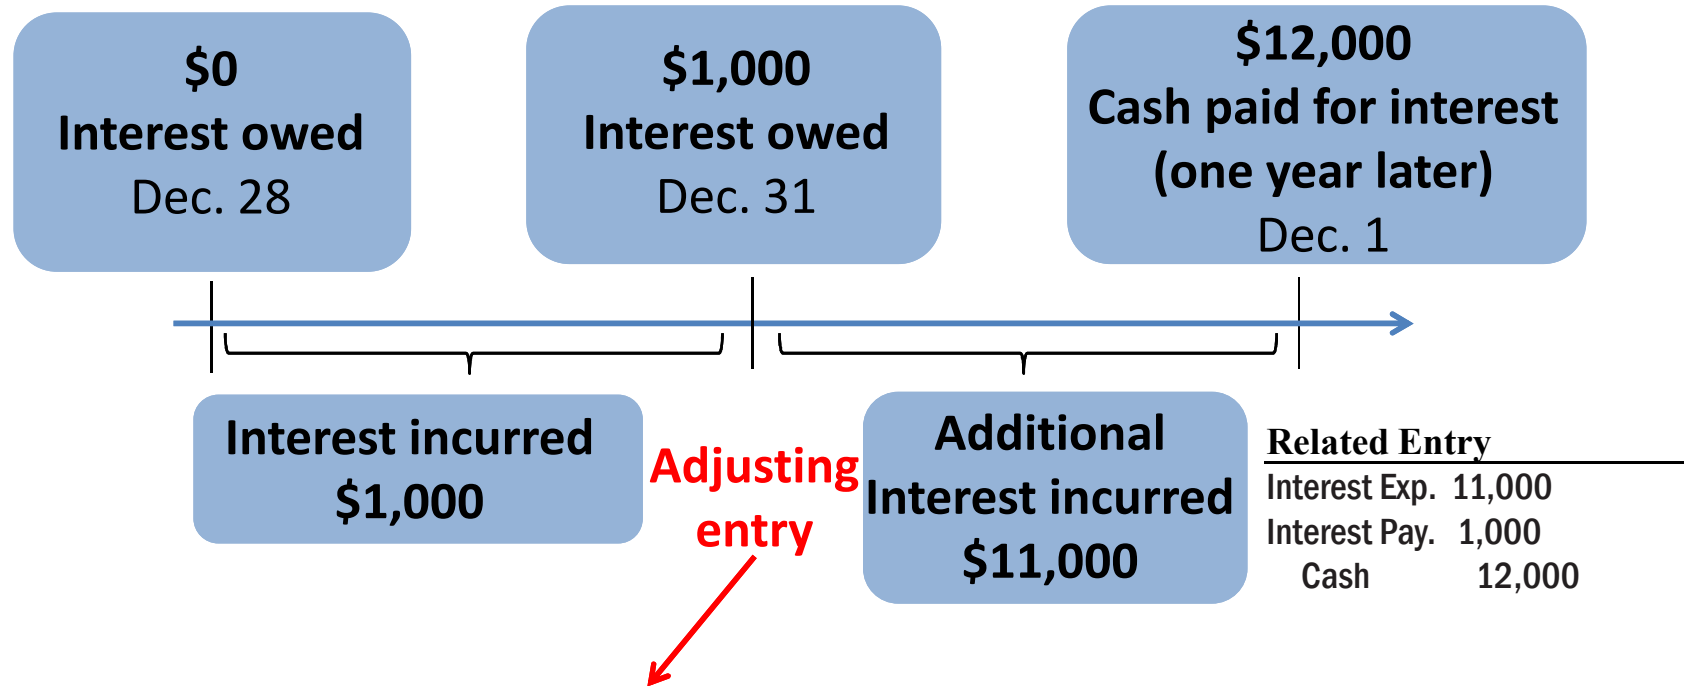 $0
Interest owed
Dec. 28
$1,000
Interest owed
Dec. 31
$12,000
Cash paid for interest
(one year later)
Dec. 1
Interest incurred
$1,000
Adjusting
entry
Additional
Interest incurred
$11,000
Related Entry
Interest Exp. 11,000
Interest Pay. 1,000
Cash 12,000